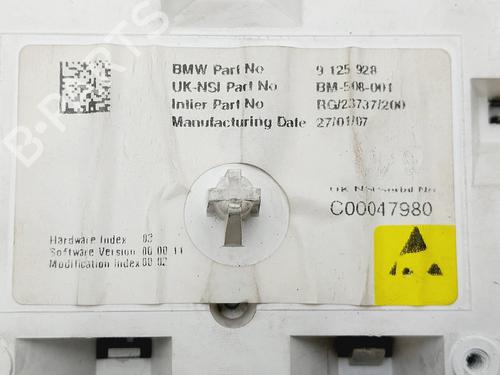 BMW Part No 9 125 928
UK-NSI Part No BM-508-001
Intier Part No RG/23737/200
Manufacturing Date 27/01/07
UK NSI Serial No
C00047980
Hardware Index 03
Software Version 00 00 11
Modification Index 00 02
B-PARTS